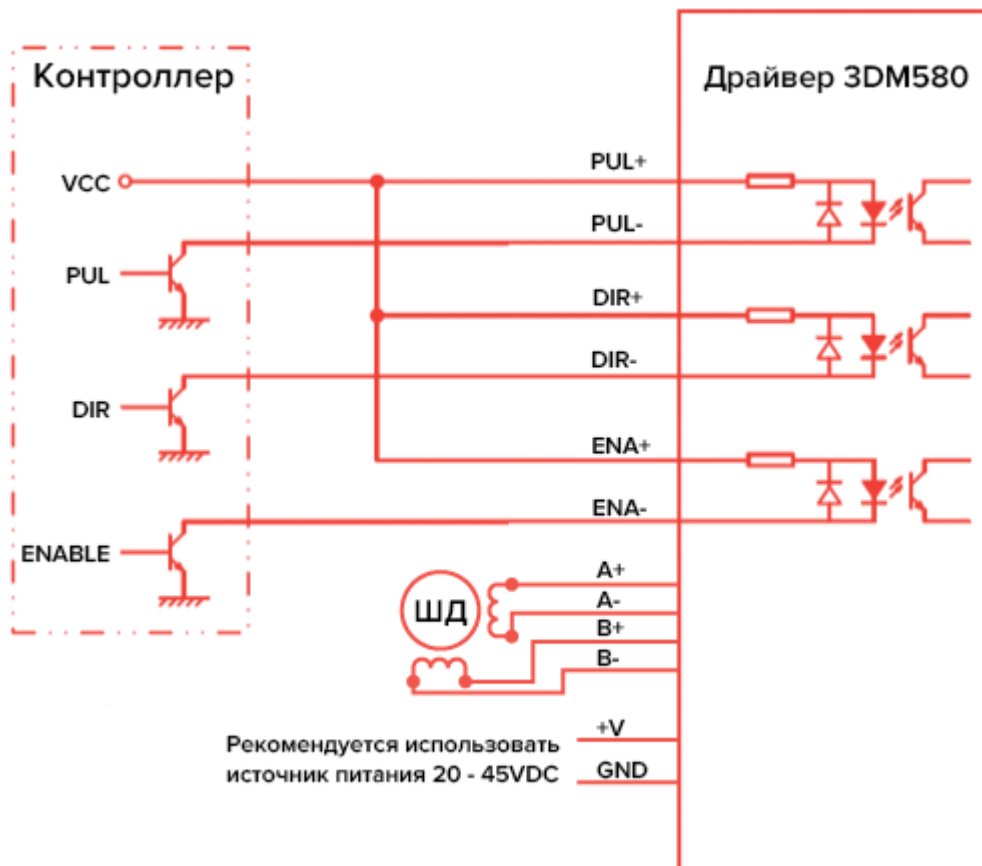 Контроллер
Драйвер 3DM580
VCC
PUL+
PUL-
PUL
DIR+
DIR-
DIR
ENA+
ENA-
ENABLE
A+
A-
B+
B-
ШД
+V
GND
Рекомендуется использовать
источник питания 20 - 45VDC